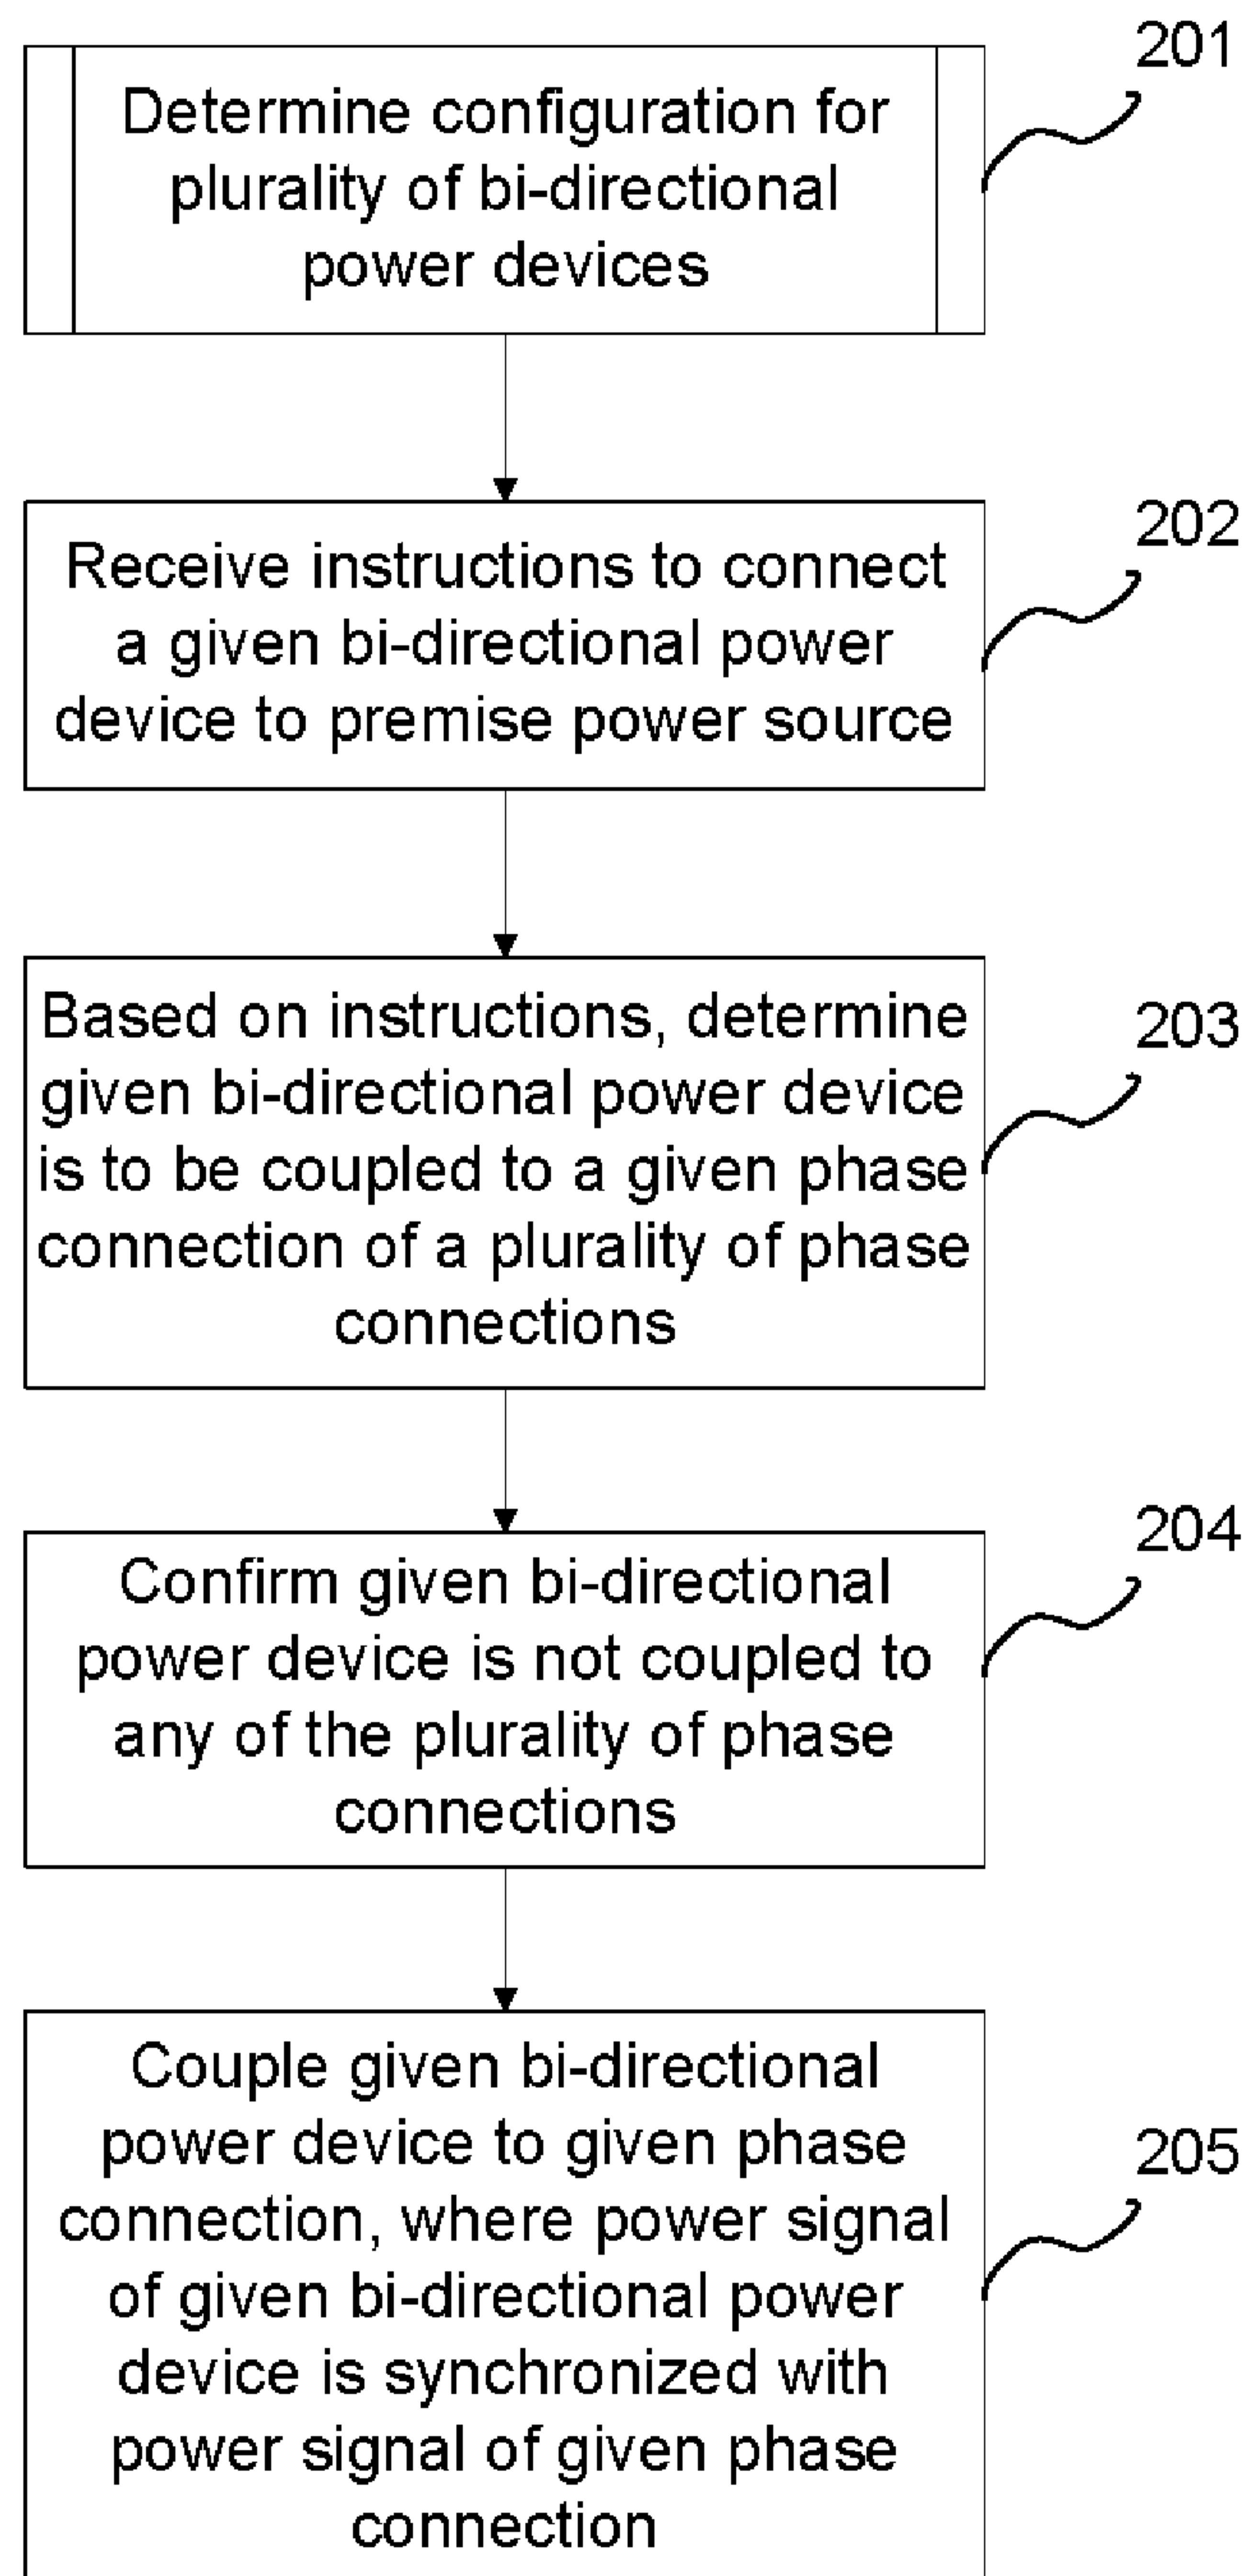 201
Determine configuration for
plurality of bi-directional
power devices
202
Receive instructions to connect
a given bi-directional power
device to premise power source
203
Based on instructions, determine
given bi-directional power device
is to be coupled to a given phase
connection of a plurality of phase
connections
204
Confirm given bi-directional
power device is not coupled to
any of the plurality of phase
connections
205
Couple given bi-directional
power device to given phase
connection, where power signal
of given bi-directional power
device is synchronized with
power signal of given phase
connection